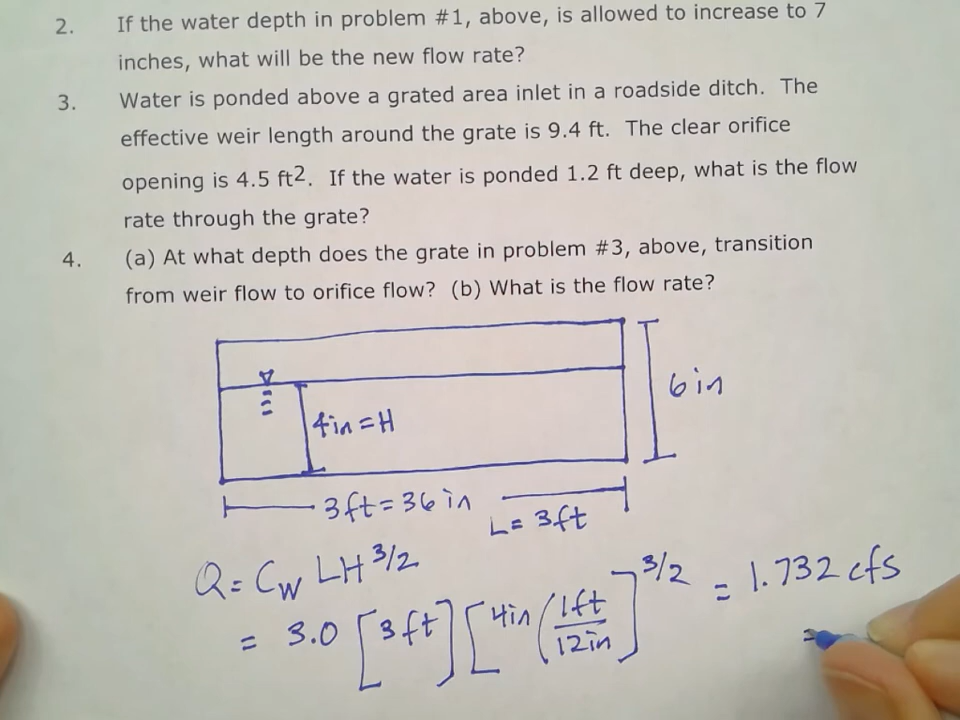 2. If the water depth in problem #1, above, is allowed to increase to 7
inches, what will be the new flow rate?
3. Water is ponded above a grated area inlet in a roadside ditch. The
effective weir length around the grate is 9.4 ft. The clear orifice
opening is 4.5 ft2. If the water is ponded 1.2 ft deep, what is the flow
rate through the grate?
4. (a) At what depth does the grate in problem #3, above, transition
from weir flow to orifice flow? (b) What is the flow rate?
6 in
4in = H
3ft = 36 in
L = 3ft
Q = Cw LH 3/2
= 3.0 [3 ft] [4in (1ft/12in] 3/2 = 1.732 cfs
=